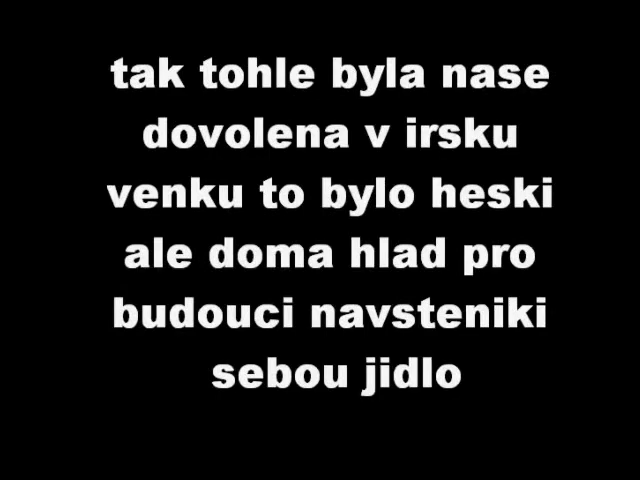 tak tohle byla nase
dovolena v irsku
venku to bylo heski
ale doma hlad pro
budouci navsteniki
sebou jidlo